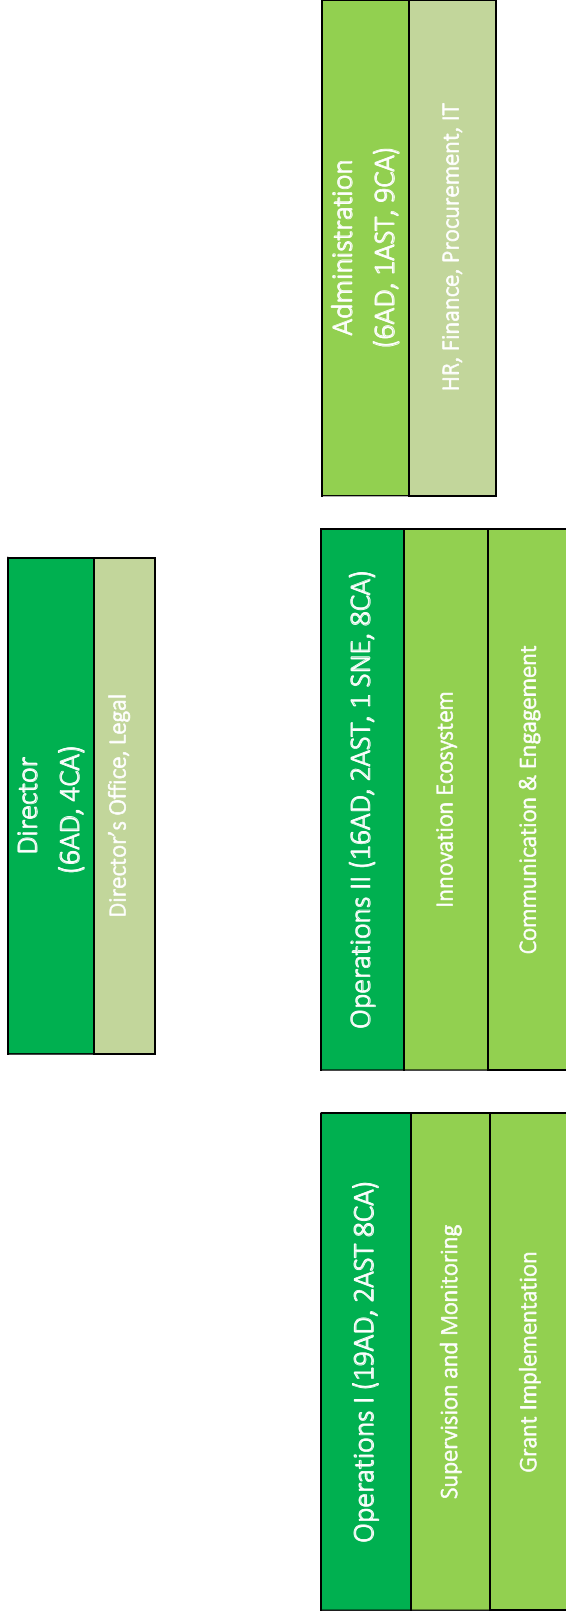 Director
(6AD, 4CA)
Director’s Office, Legal
Operations I (19AD, 2AST 8CA)
Supervision and Monitoring
Grant Implementation
Operations II (16AD, 2AST, 1 SNE, 8CA)
Innovation Ecosystem
Communication & Engagement
Administration
(6AD, 1AST, 9CA)
HR, Finance, Procurement, IT